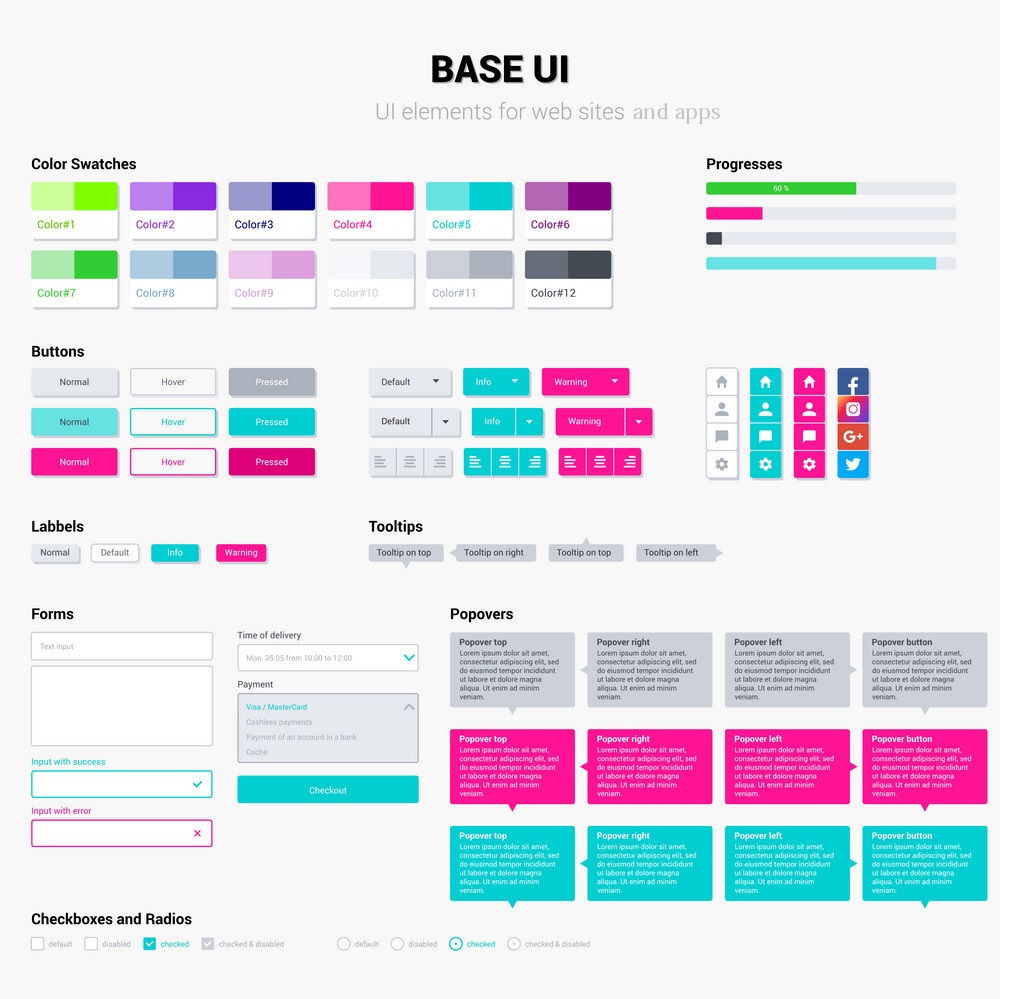 BASE UI
UI elements for web sites and apps
Color Swatches
Color#1
Color#2
Color#3
Color#4
Color#5
Color#6
Color#7
Color#8
Color#9
Color#10
Color#11
Color#12
Progresses
60 %
Buttons
Normal
Hover
Pressed
Normal
Hover
Pressed
Normal
Hover
Pressed
Default
Info
Warning
Default
Info
Warning
G+
Labbels
Normal
Default
Info
Warning
Tooltips
Tooltip on top
Tooltip on right
Tooltip on top
Tooltip on left
Forms
Text input
Input with success
Input with error
Time of delivery
Mon. 25.05 from 10:00 to 12:00
Payment
Visa / MasterCard
Cashless payments
Payment of an account in a bank
Cache
Checkout
Popovers
Popover top
Lorem ipsum dolor sit amet,
consectetur adipiscing elit, sed
do eiusmod tempor incididunt
ut labore et dolore magna
aliqua. Ut enim ad minim
veniam.
Popover right
Lorem ipsum dolor sit amet,
consectetur adipiscing elit, sed
do eiusmod tempor incididunt
ut labore et dolore magna
aliqua. Ut enim ad minim
veniam.
Popover left
Lorem ipsum dolor sit amet,
consectetur adipiscing elit, sed
do eiusmod tempor incididunt
ut labore et dolore magna
aliqua. Ut enim ad minim
veniam.
Popover button
Lorem ipsum dolor sit amet,
consectetur adipiscing elit, sed
do eiusmod tempor incididunt
ut labore et dolore magna
aliqua. Ut enim ad minim
veniam.
Popover top
Lorem ipsum dolor sit amet,
consectetur adipiscing elit, sed
do eiusmod tempor incididunt
ut labore et dolore magna
aliqua. Ut enim ad minim
veniam.
Popover right
Lorem ipsum dolor sit amet,
consectetur adipiscing elit, sed
do eiusmod tempor incididunt
ut labore et dolore magna
aliqua. Ut enim ad minim
veniam.
Popover left
Lorem ipsum dolor sit amet,
consectetur adipiscing elit, sed
do eiusmod tempor incididunt
ut labore et dolore magna
aliqua. Ut enim ad minim
veniam.
Popover button
Lorem ipsum dolor sit amet,
consectetur adipiscing elit, sed
do eiusmod tempor incididunt
ut labore et dolore magna
aliqua. Ut enim ad minim
veniam.
Popover top
Lorem ipsum dolor sit amet,
consectetur adipiscing elit, sed
do eiusmod tempor incididunt
ut labore et dolore magna
aliqua. Ut enim ad minim
veniam.
Popover right
Lorem ipsum dolor sit amet,
consectetur adipiscing elit, sed
do eiusmod tempor incididunt
ut labore et dolore magna
aliqua. Ut enim ad minim
veniam.
Popover left
Lorem ipsum dolor sit amet,
consectetur adipiscing elit, sed
do eiusmod tempor incididunt
ut labore et dolore magna
aliqua. Ut enim ad minim
veniam.
Popover button
Lorem ipsum dolor sit amet,
consectetur adipiscing elit, sed
do eiusmod tempor incididunt
ut labore et dolore magna
aliqua. Ut enim ad minim
veniam.
Checkboxes and Radios
default
disabled
checked
checked & disabled
default
disabled
checked
checked & disabled